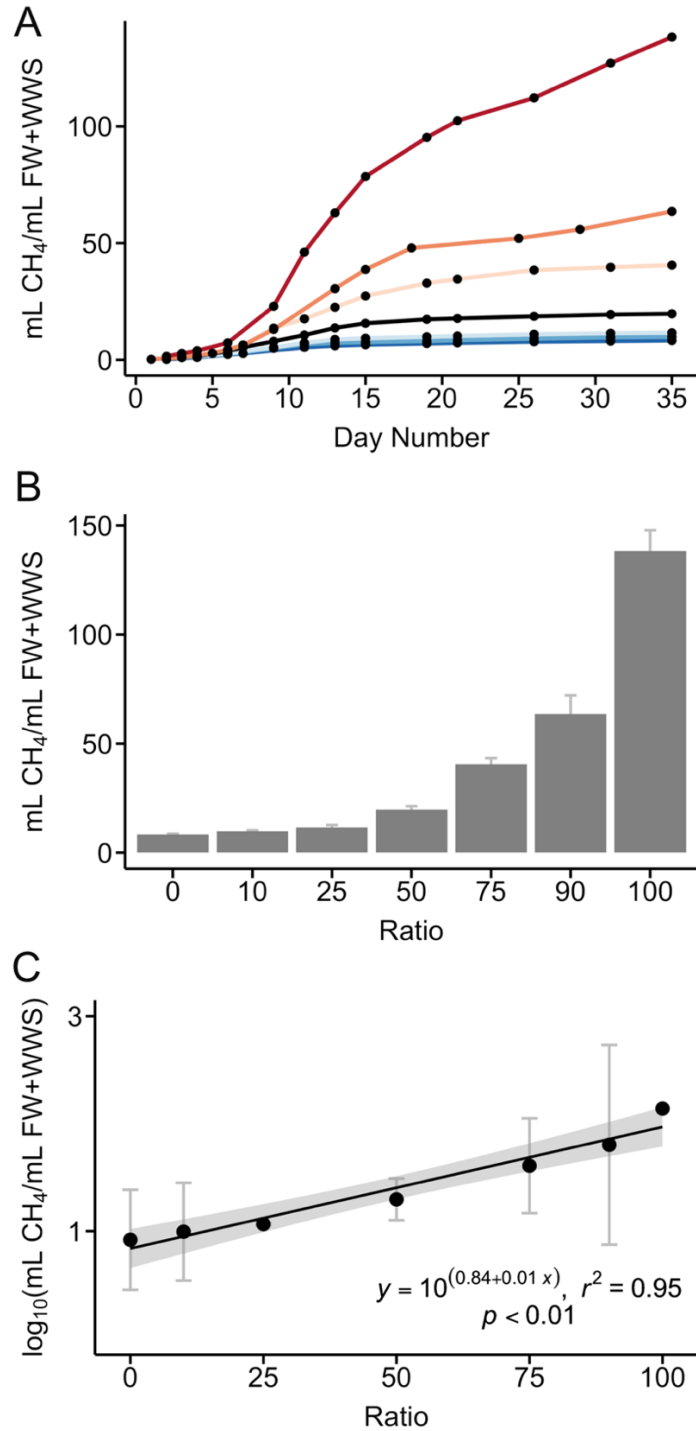 A
mL CH₄/mL FW+WWS
100
50
0
0 5 10 15 20 25 30 35
Day Number
B
mL CH₄/mL FW+WWS
150
100
50
0
0 10 25 50 75 90 100
Ratio
C
log₁₀(mL CH₄/mL FW+WWS)
3
1
y = 10^(0.84+0.01 x), r² = 0.95
p < 0.01
0 25 50 75 100
Ratio